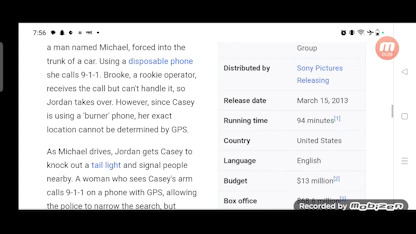 7:56
a man named Michael, forced into the
trunk of a car. Using a disposable phone
she calls 9-1-1. Brooke, a rookie operator,
receives the call but can't handle it, so
Jordan takes over. However, since Casey
is using a 'burner' phone, her exact
location cannot be determined by GPS.
As Michael drives, Jordan gets Casey to
knock out a tail light and signal people
nearby. A woman who sees Casey's arm
calls 9-1-1 on a phone with GPS, allowing
the police to narrow the search, but
Group
Distributed by Sony Pictures
Releasing
Release date March 15, 2013
Running time 94 minutes[1]
Country United States
Language English
Budget $13 million[2]
Box office
Recorded by Mobizen